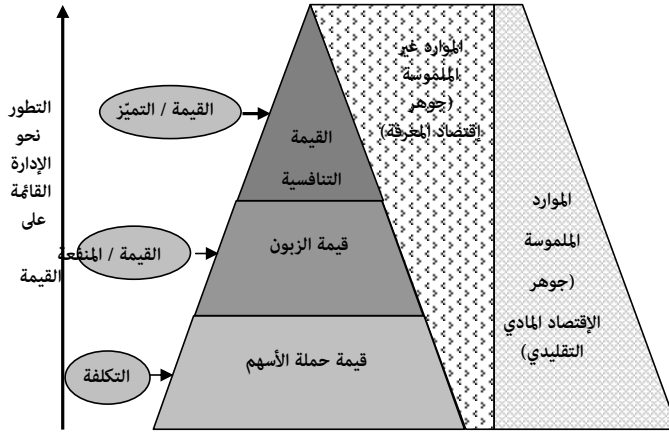 الموارد غير
الملموسة
(جوهر
إقتصاد المعرفة)
التطور
نحو
الإدارة
القائمة
على
القيمة
القيمة / التميّز
القيمة
التنافسية
الموارد
الملموسة
(جوهر
الإقتصاد المادي
التقليدي)
القيمة / المنفعة
قيمة الزبون
التكلفة
قيمة حملة الأسهم